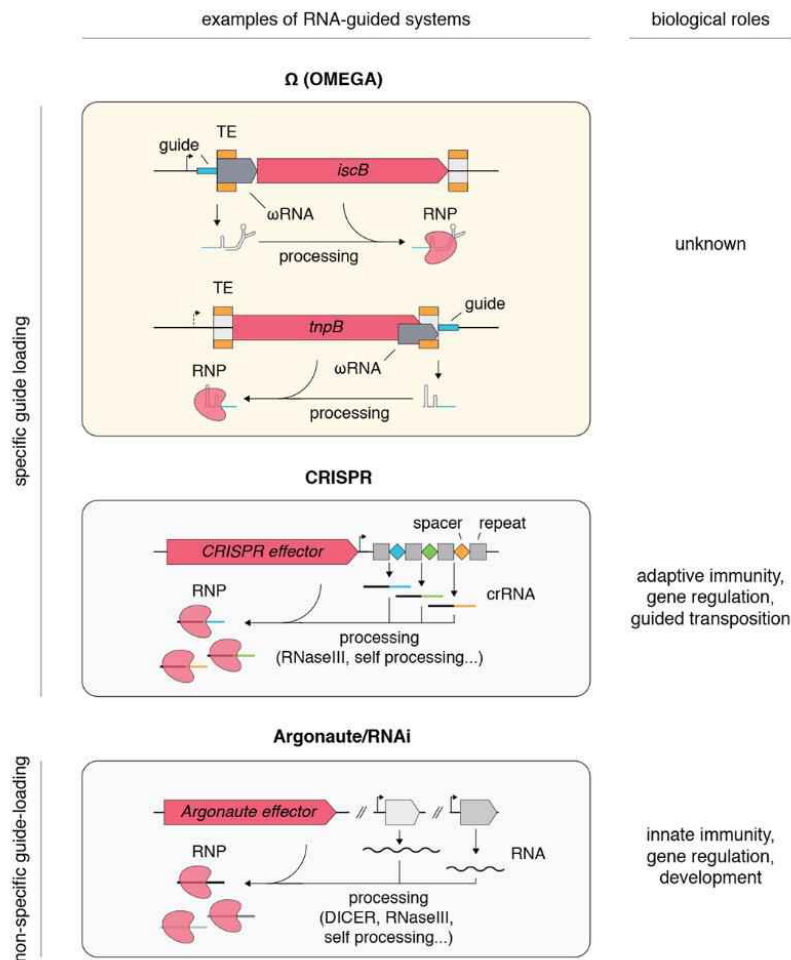 examples of RNA-guided systems
biological roles
Ω (OMEGA)
TE
guide
iscB
ωRNA
RNP
processing
unknown
TE
guide
tnpB
ωRNA
RNP
processing
specific guide loading
CRISPR
spacer
repeat
CRISPR effector
RNP
crRNA
processing
(RNaseIII, self processing...)
adaptive immunity,
gene regulation,
guided transposition
Argonaute/RNAi
Argonaute effector
RNP
RNA
processing
(DICER, RNaseIII,
self processing...)
innate immunity,
gene regulation,
development
non-specific guide-loading